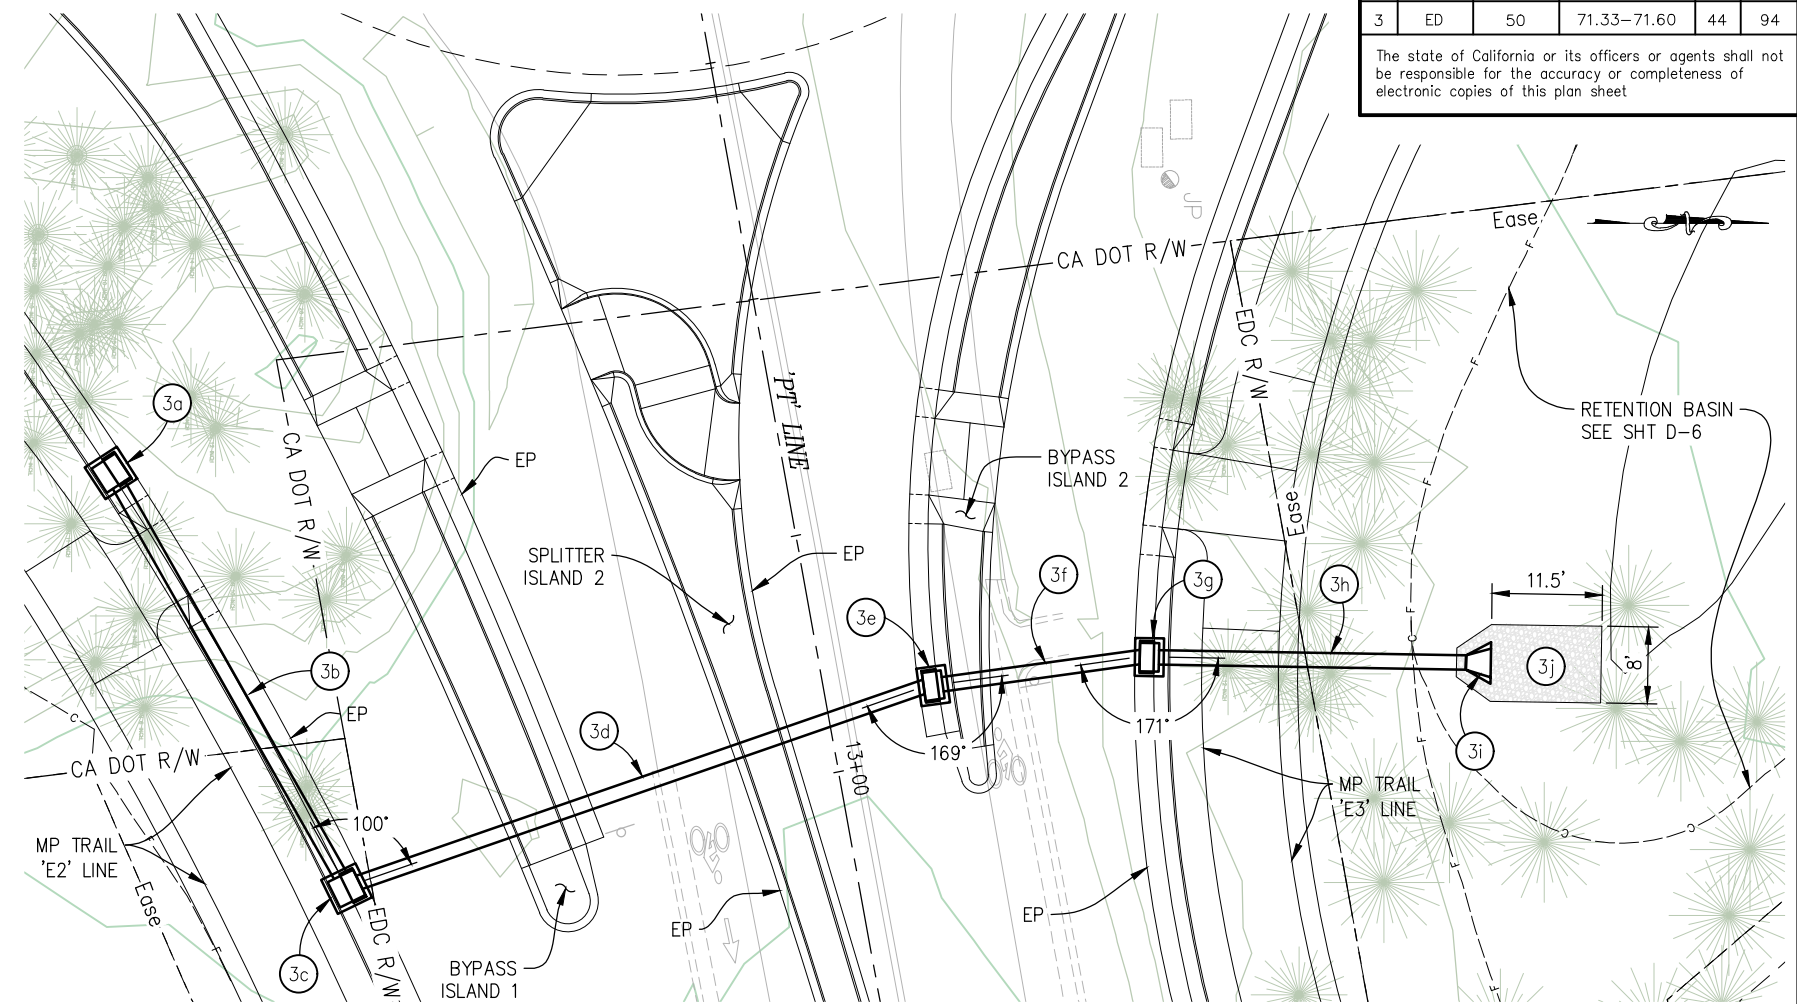 3 ED 50 71.33–71.60 44 94
The state of California or its officers or agents shall not
be responsible for the accuracy or completeness of
electronic copies of this plan sheet
JP
Ease
CA DOT R/W
F
EDC R/W
'PT' LINE
F
RETENTION BASIN
SEE SHT D-6
3a
CA DOT R/W
EP
BYPASS
ISLAND 2
F
Ease
SPLITTER
ISLAND 2
EP
3f
3g
3h
11.5'
F
3e
C
3b
3j
8'
C
EP
3d
169°
171°
F
3i
CA DOT R/W
13+00
MP TRAIL
'E3' LINE
100°
P
C
C
MP TRAIL
'E2' LINE
F
Ease
EP
EP
EDC R/W
F
3c
BYPASS
ISLAND 1
F